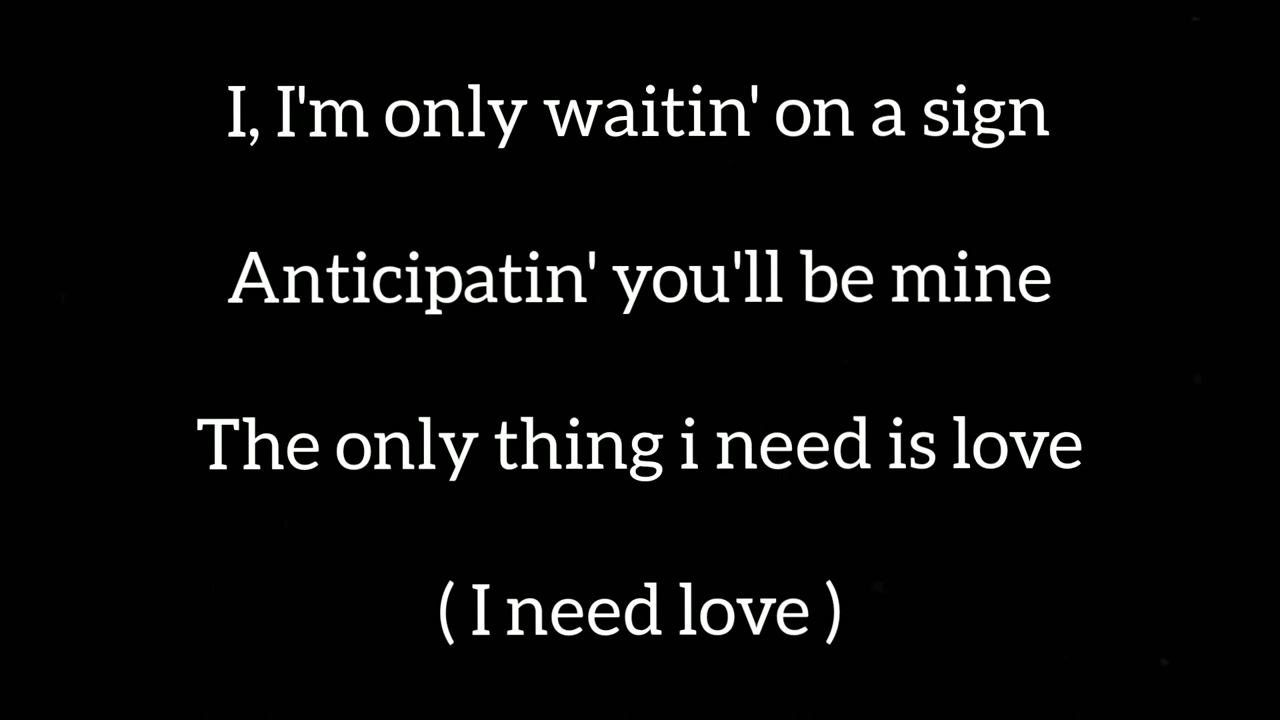 I, I'm only waitin' on a sign
Anticipatin' you'll be mine
The only thing i need is love
( I need love )